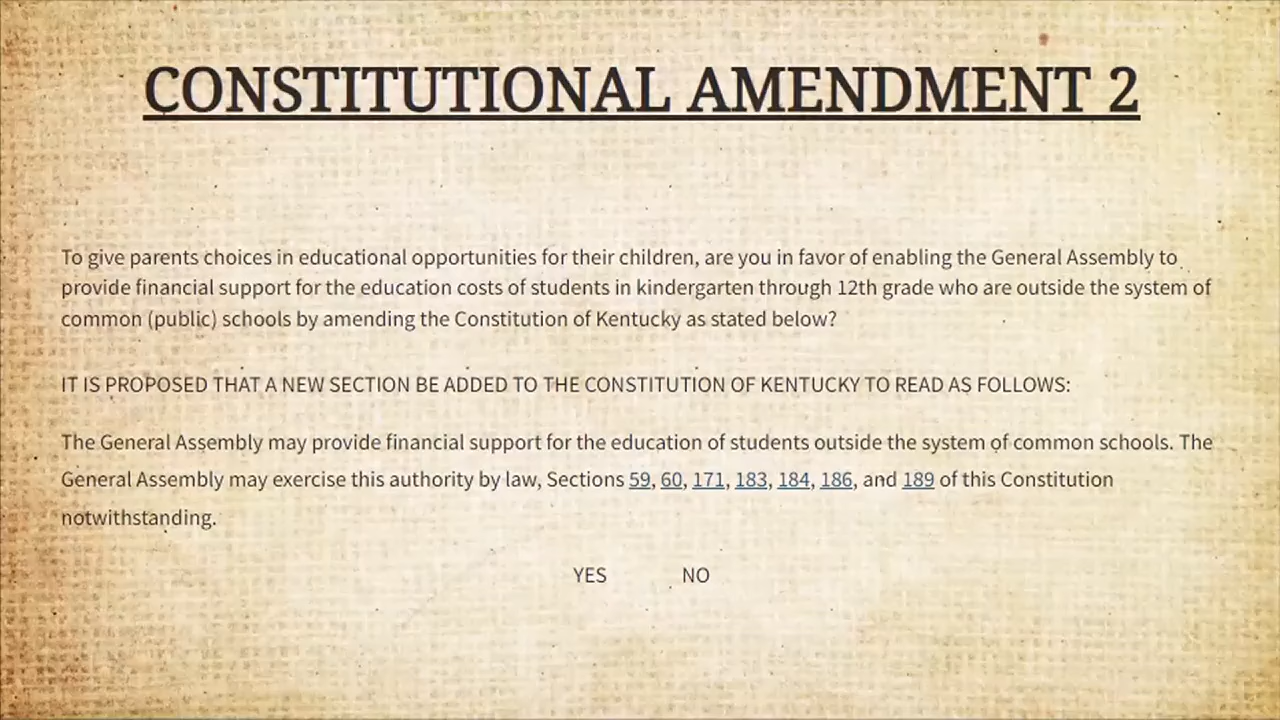 CONSTITUTIONAL AMENDMENT 2
To give parents choices in educational opportunities for their children, are you in favor of enabling the General Assembly to
provide financial support for the education costs of students in kindergarten through 12th grade who are outside the system of
common (public) schools by amending the Constitution of Kentucky as stated below?
IT IS PROPOSED THAT A NEW SECTION BE ADDED TO THE CONSTITUTION OF KENTUCKY TO READ AS FOLLOWS:
The General Assembly may provide financial support for the education of students outside the system of common schools. The
General Assembly may exercise this authority by law, Sections 59, 60, 171, 183, 184, 186, and 189 of this Constitution
notwithstanding.
YES NO